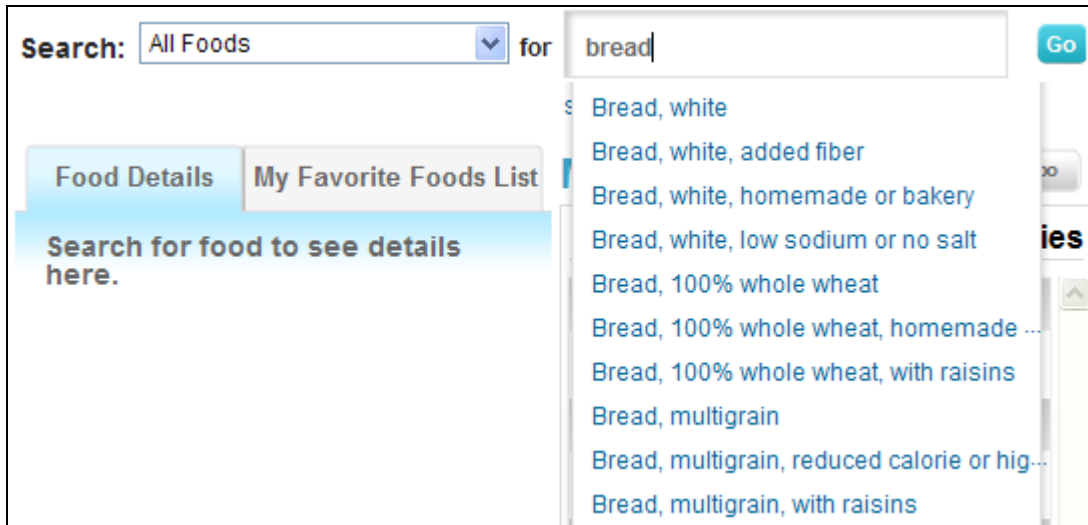 Search: All Foods for bread Go
s
Food Details My Favorite Foods List
Search for food to see details
here.
Bread, white
Bread, white, added fiber
Bread, white, homemade or bakery
Bread, white, low sodium or no salt
ies
Bread, 100% whole wheat
Bread, 100% whole wheat, homemade ...
Bread, 100% whole wheat, with raisins
Bread, multigrain
Bread, multigrain, reduced calorie or hig...
Bread, multigrain, with raisins